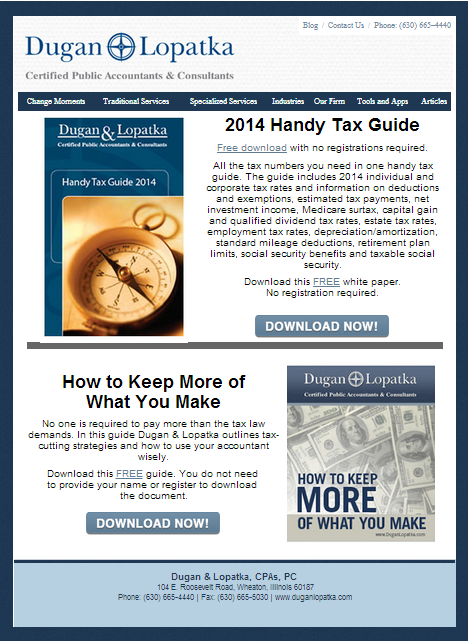 Blog / Contact Us / Phone: (630) 665-4440
Dugan Lopatka
Certified Public Accountants & Consultants
Change Moments Traditional Services Specialized Services Industries Our Firm Tools and Apps Articles
Dugan & Lopatka
Certified Public Accountants & Consultants
Handy Tax Guide 2014
2014 Handy Tax Guide
Free download with no registrations required.
All the tax numbers you need in one handy tax
guide. The guide includes 2014 individual and
corporate tax rates and information on deductions
and exemptions, estimated tax payments, net
investment income, Medicare surtax, capital gain
and qualified dividend tax rates, estate tax rates,
employment tax rates, depreciation/amortization,
standard mileage deductions, retirement plan
limits, social security benefits and taxable social
security.
Download this FREE white paper.
No registration required.
DOWNLOAD NOW!
How to Keep More of
What You Make
No one is required to pay more than the tax law
demands. In this guide Dugan & Lopatka outlines tax-
cutting strategies and how to use your accountant
wisely.
Download this FREE guide. You do not need
to provide your name or register to download
the document.
DOWNLOAD NOW!
Dugan Lopatka
Certified Public Accountants & Consultants
HOW TO KEEP
MORE
OF WHAT YOU MAKE
www.DuganLopatka.com
Dugan & Lopatka, CPAs, PC
104 E. Roosevelt Road, Wheaton, Illinois 60187
Phone: (630) 665-4440 | Fax: (630) 665-5030 | www.duganlopatka.com